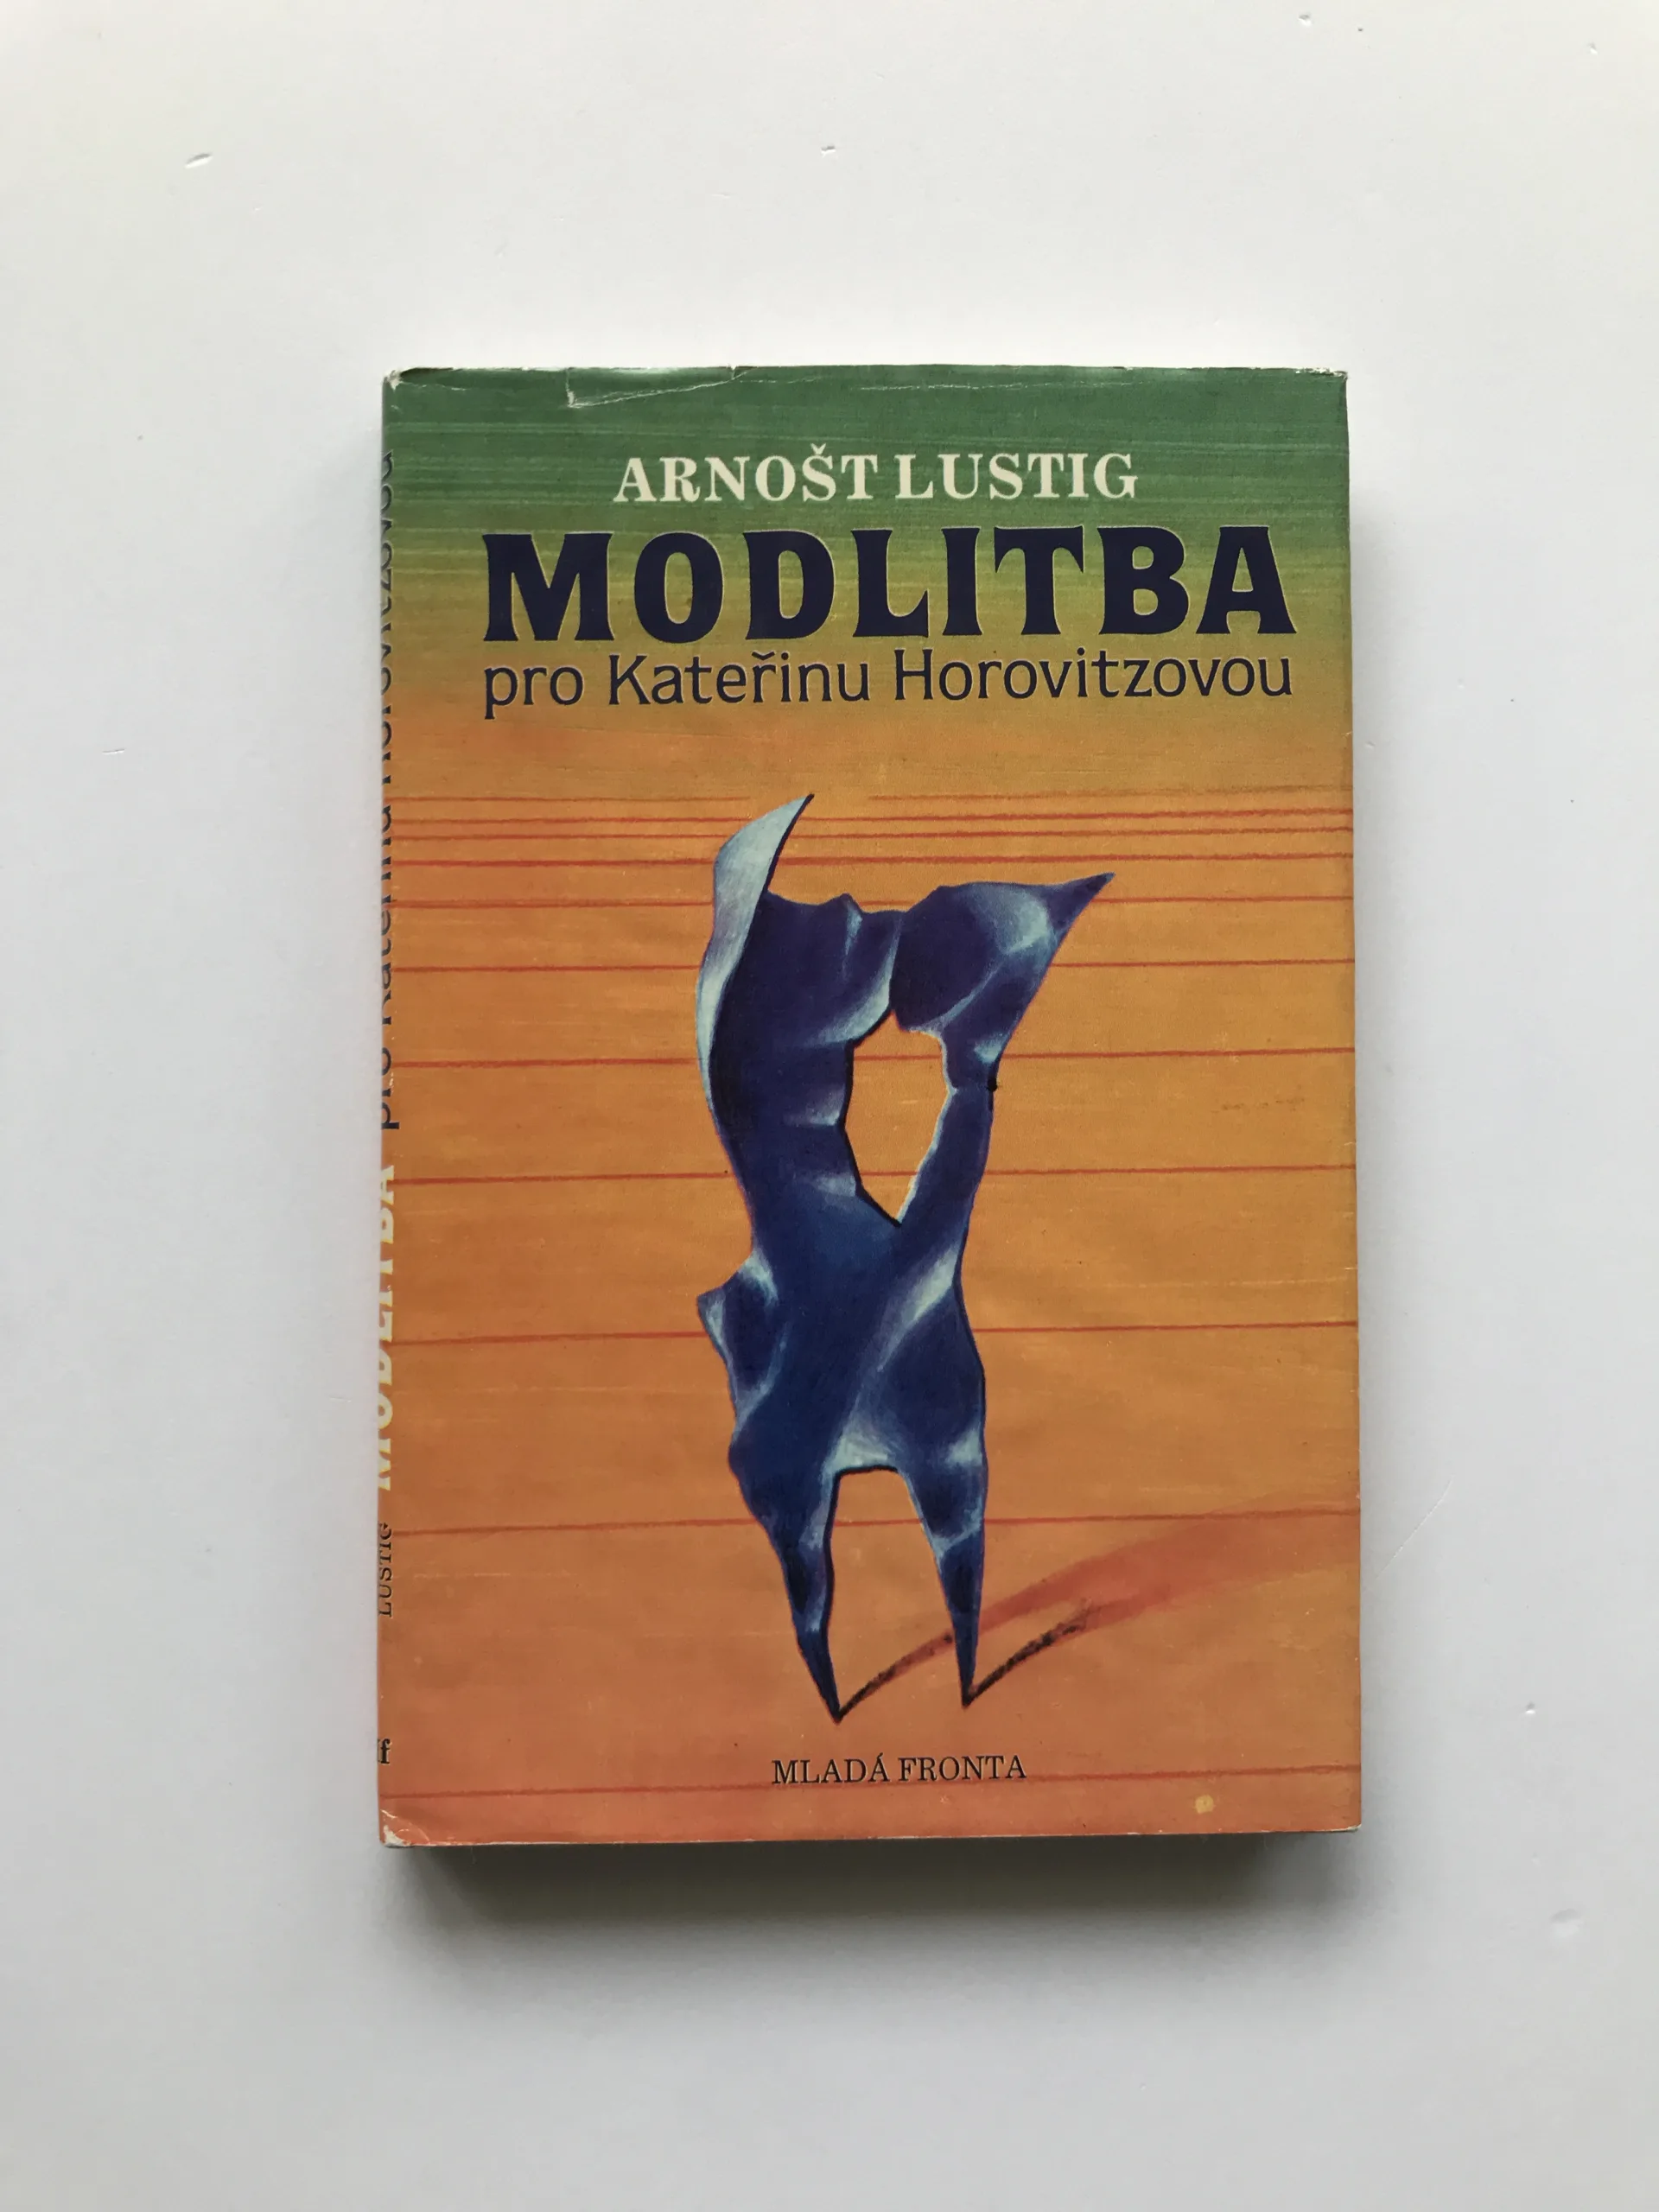 ARNOŠT LUSTIG
MODLITBA
pro Kateřinu Horovitzovou
MLADÁ FRONTA
LUSTIG MODLITBA pro Kateřinu Horovitzovou